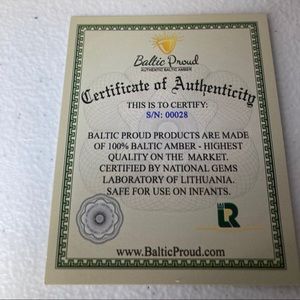 Baltic Proud
AUTHENTIC BALTIC AMBER
Certificate of Authenticity
THIS IS TO CERTIFY:
S/N: 00028
BALTIC PROUD PRODUCTS ARE MADE
OF 100% BALTIC AMBER - HIGHEST
QUALITY ON THE MARKET.
CERTIFIED BY NATIONAL GEMS
LABORATORY OF LITHUANIA.
SAFE FOR USE ON INFANTS.
LR
www.BalticProud.com